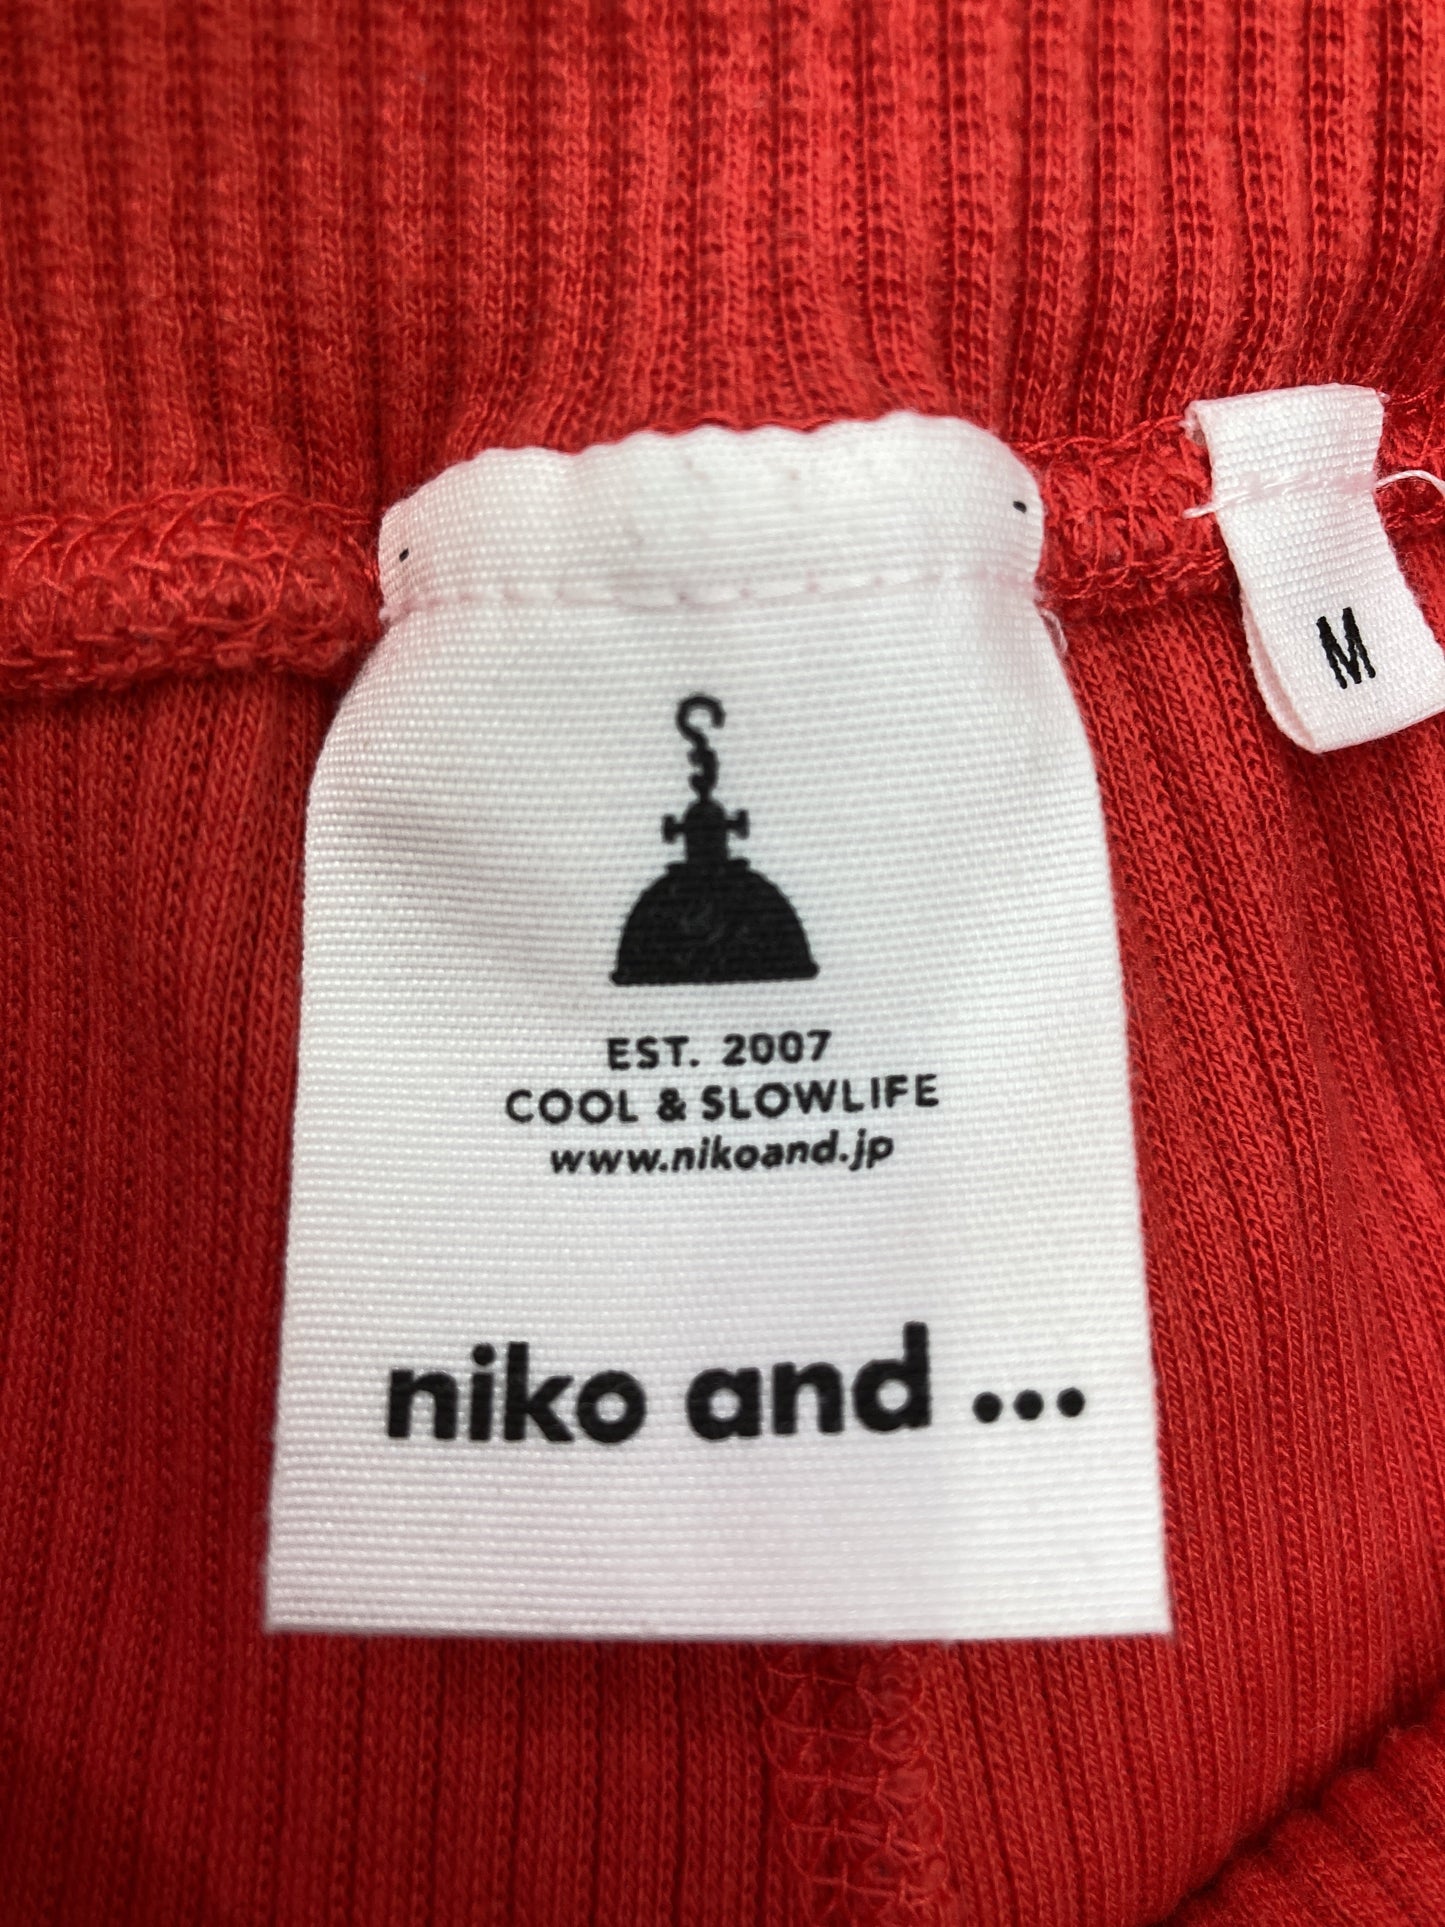 M
EST. 2007
COOL & SLOWLIFE
www.nikoand.jp
niko and ...